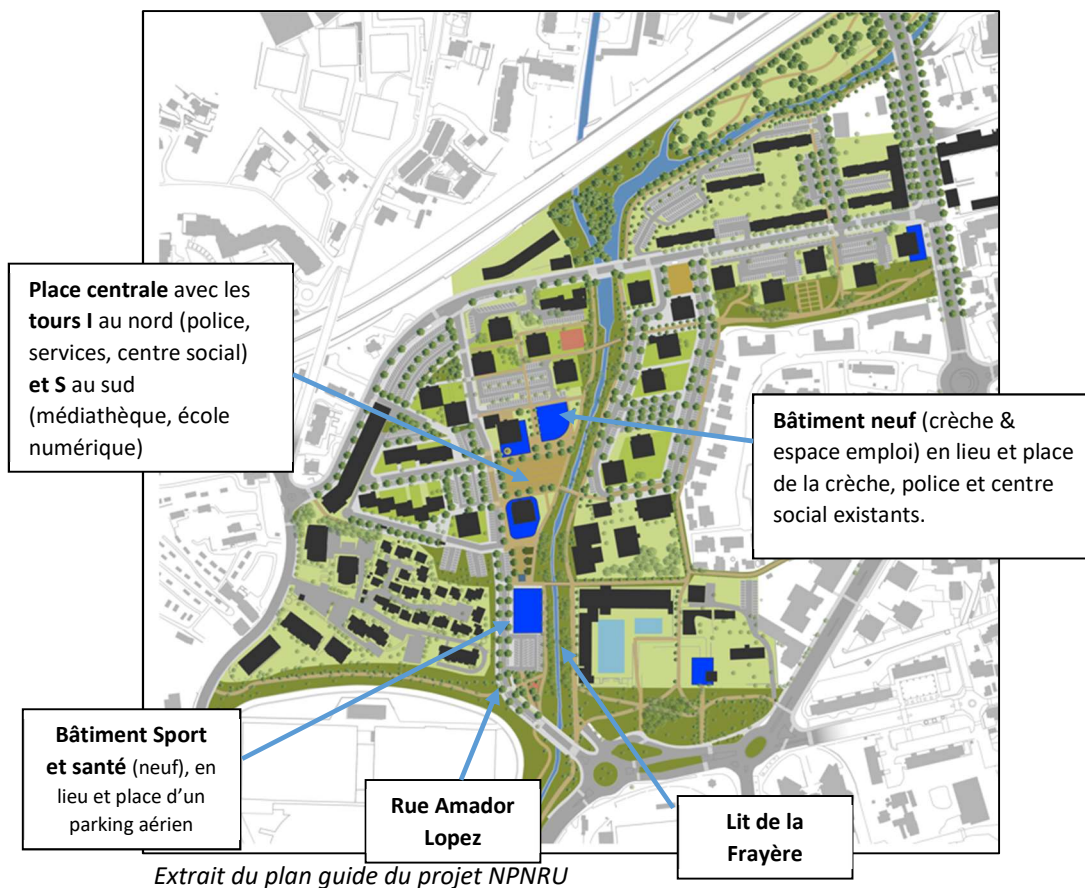 Place centrale avec les
tours I au nord (police,
services, centre social)
et S au sud
(médiathèque, école
numérique)
Bâtiment neuf (crèche &
espace emploi) en lieu et place
de la crèche, police et centre
social existants.
Bâtiment Sport
et santé (neuf), en
lieu et place d’un
parking aérien
Rue Amador
Lopez
Lit de la
Frayère
Extrait du plan guide du projet NPNRU